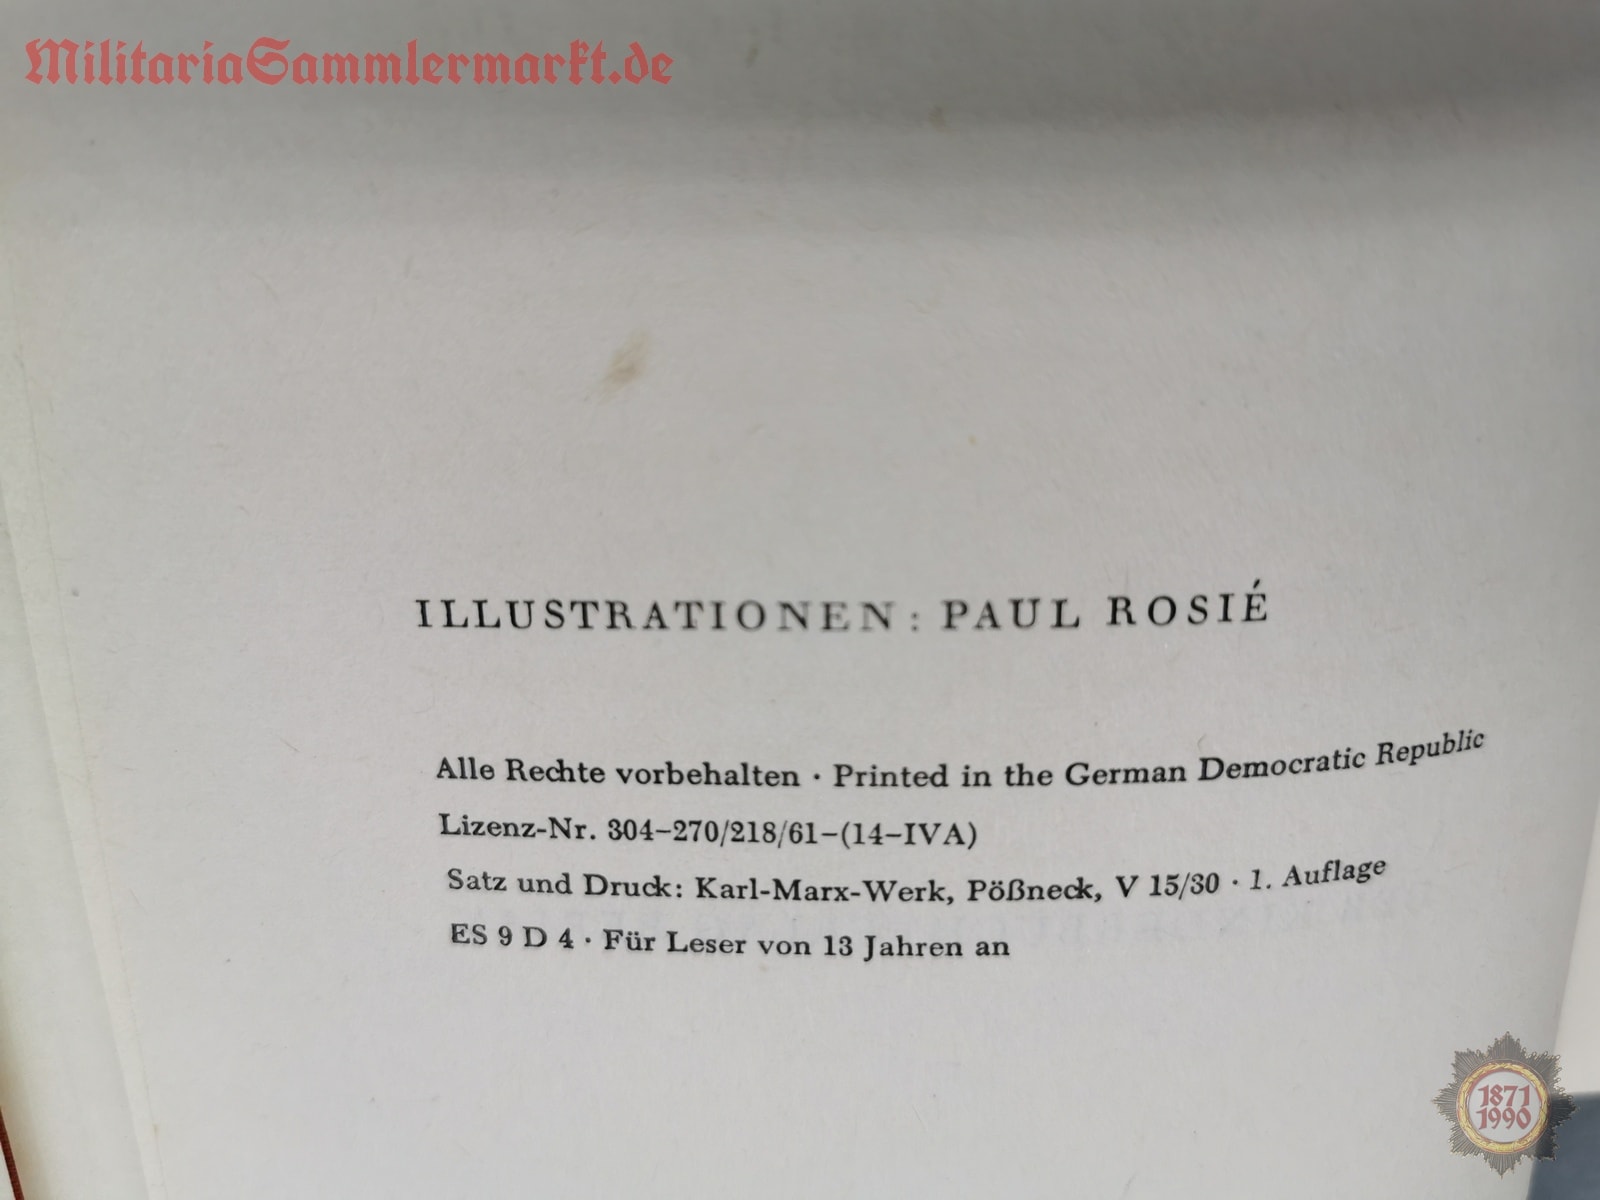 MilitariaSammlermarkt.de
ILLUSTRATIONEN: PAUL ROSIÉ
Alle Rechte vorbehalten · Printed in the German Democratic Republic
Lizenz-Nr. 304–270/218/61–(14–IVA)
Satz und Druck: Karl-Marx-Werk, Pößneck, V 15/30 · 1. Auflage
ES 9 D 4 · Für Leser von 13 Jahren an
1871
1990